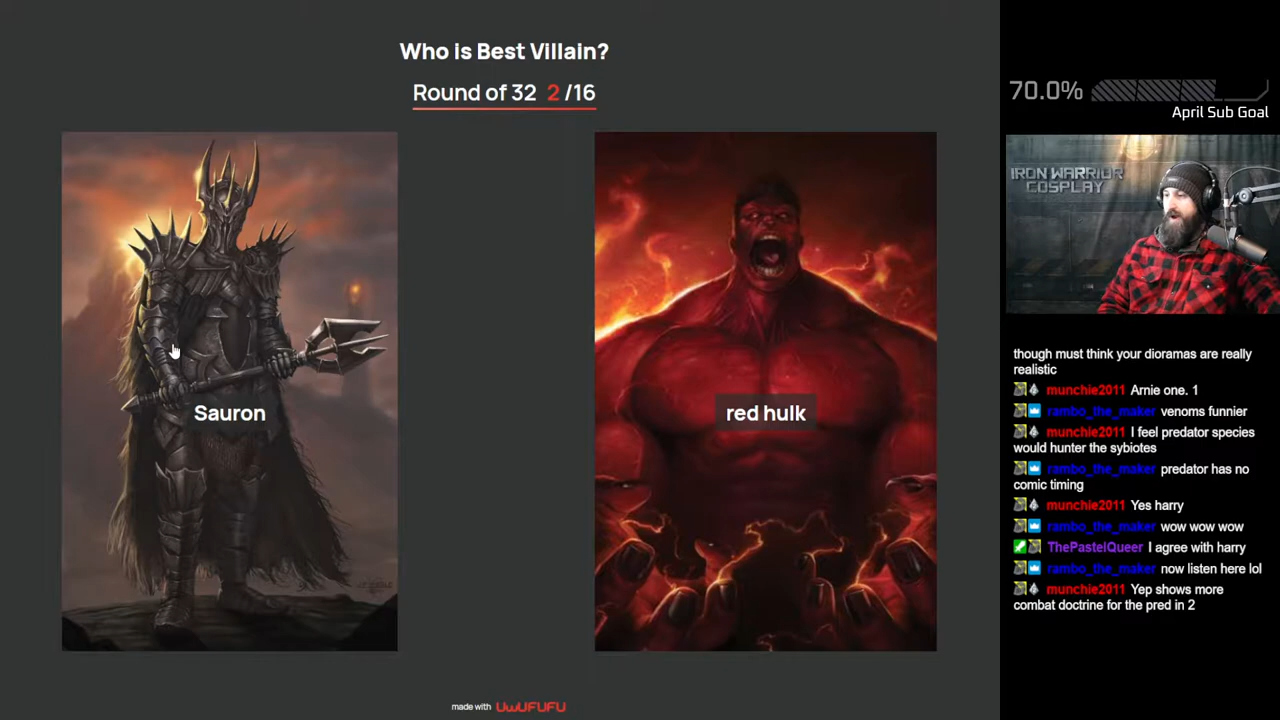 Who is Best Villain?
Round of 32 2 /16
Sauron
red hulk
made with UWUFUFU
70.0%
April Sub Goal
IRON WARRIOR
COSPLAY
though must think your dioramas are really
realistic
munchie2011 Arnie one. 1
rambo_the_maker venoms funnier
munchie2011 I feel predator species
would hunter the sybiotes
rambo_the_maker predator has no
comic timing
munchie2011 Yes harry
rambo_the_maker wow wow wow
ThePastelQueer I agree with harry
rambo_the_maker now listen here lol
munchie2011 Yep shows more
combat doctrine for the pred in 2